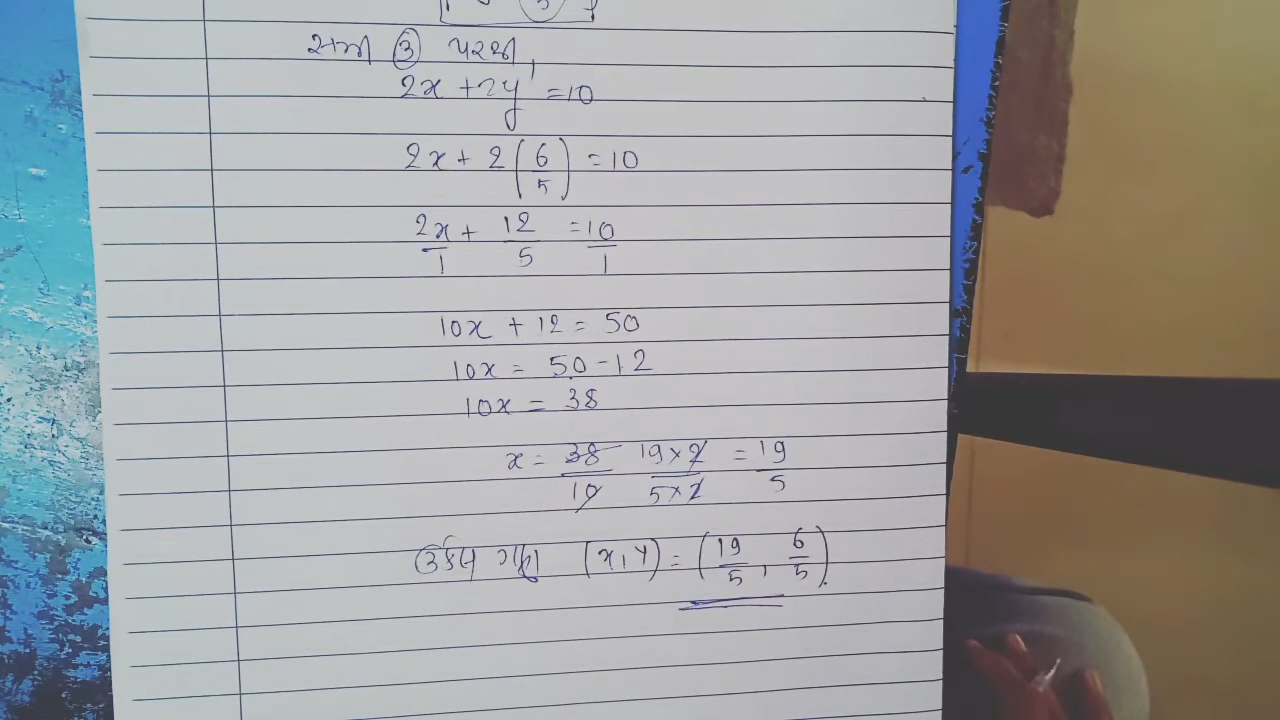 સમી ③ પરથી,
2x + 2y = 10
2x + 2(6/5) = 10
2x/1 + 12/5 = 10/1
10x + 12 = 50
10x = 50 - 12
10x = 38
x = 38/10 19×2/5×2 = 19/5
ઉકેલ ગણ (x, y) = (19/5, 6/5)